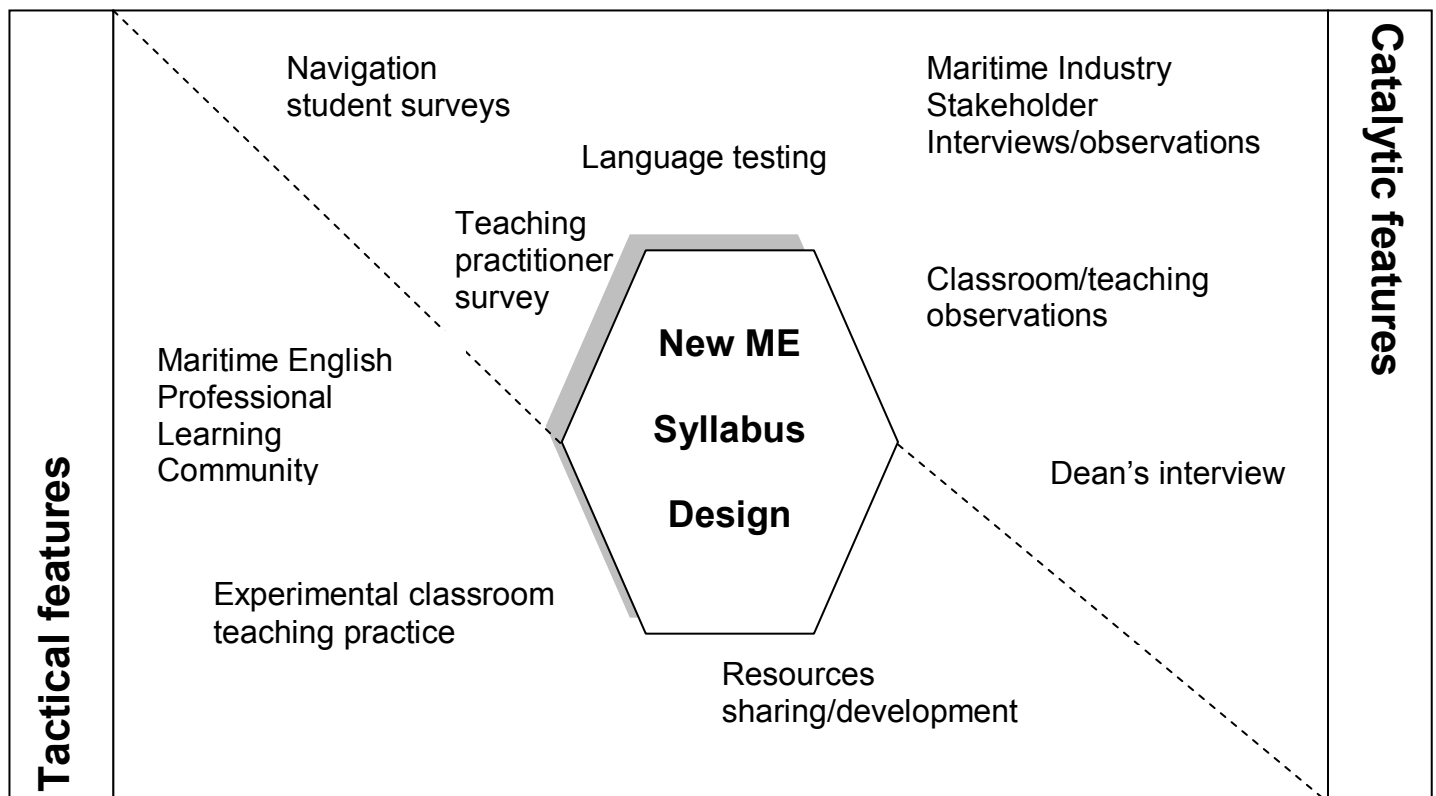 Navigation
student surveys
Maritime Industry
Stakeholder
Interviews/observations
Language testing
Teaching
practitioner
survey
Classroom/teaching
observations
Catalytic features
New ME
Syllabus
Design
Maritime English
Professional
Learning
Community
Dean’s interview
Experimental classroom
teaching practice
Resources
sharing/development
Tactical features